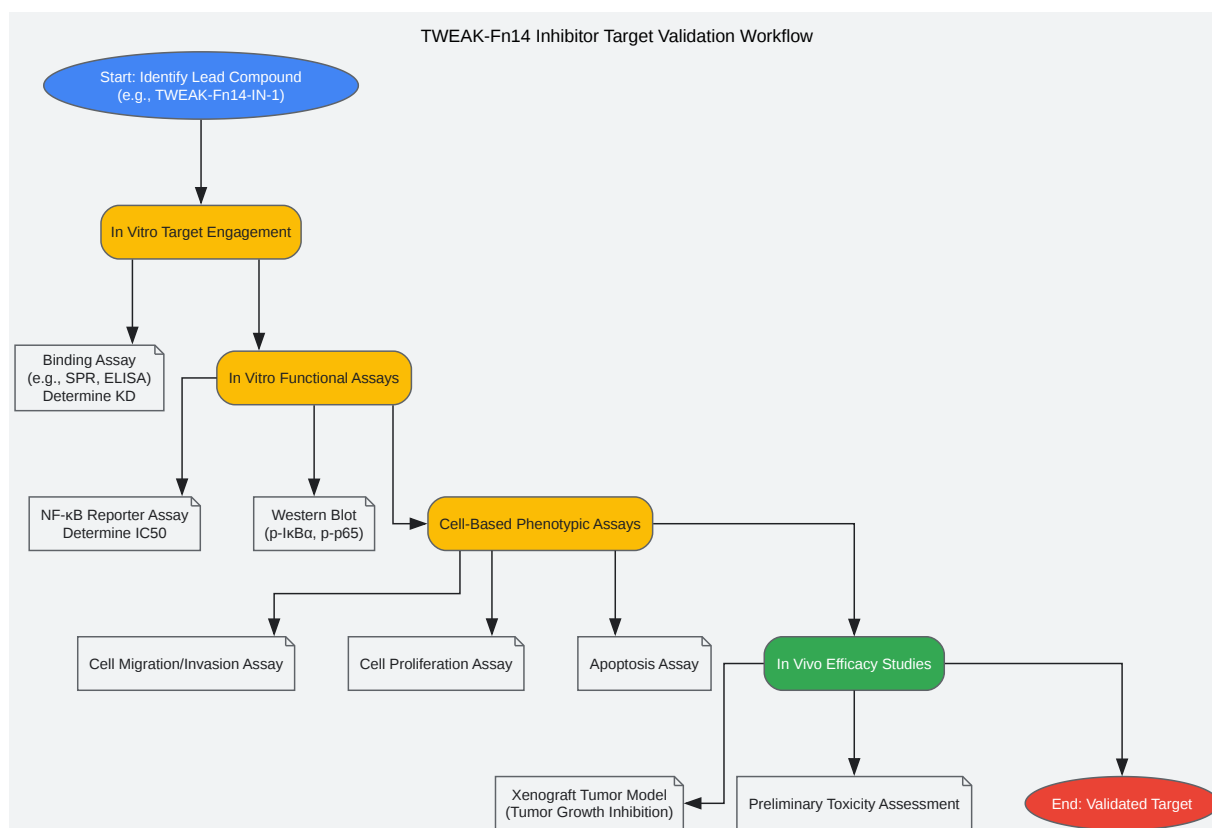 TWEAK-Fn14 Inhibitor Target Validation Workflow
Start: Identify Lead Compound
(e.g., TWEAK-Fn14-IN-1)
In Vitro Target Engagement
Binding Assay
(e.g., SPR, ELISA)
Determine KD
In Vitro Functional Assays
NF-κB Reporter Assay
Determine IC50
Western Blot
(p-IκBα, p-p65)
Cell-Based Phenotypic Assays
Cell Migration/Invasion Assay
Cell Proliferation Assay
Apoptosis Assay
In Vivo Efficacy Studies
Xenograft Tumor Model
(Tumor Growth Inhibition)
Preliminary Toxicity Assessment
End: Validated Target